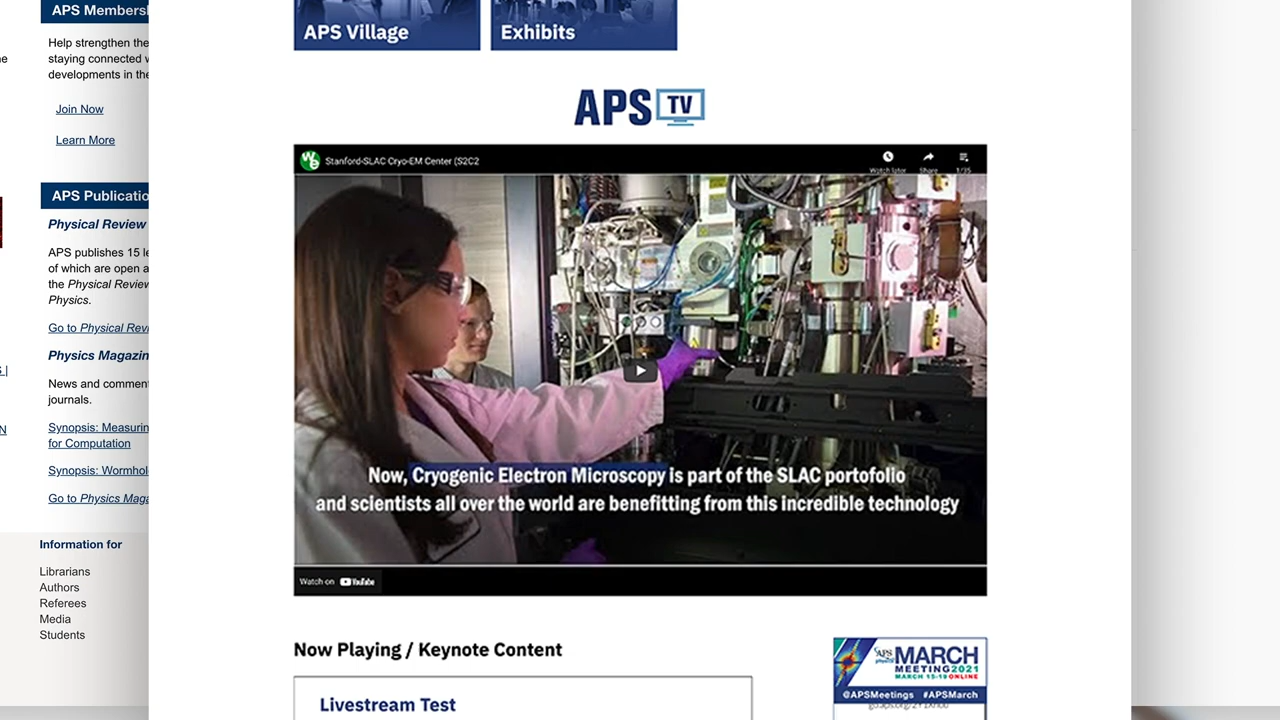 APS Membersh
Help strengthen the
staying connected w
developments in the
Join Now
Learn More
APS Publicatio
Physical Review
APS publishes 15 le
of which are open a
the Physical Review
Physics.
Go to Physical Revi
Physics Magazin
News and comment
journals.
Synopsis: Measurin
for Computation
Synopsis: Wormhol
Go to Physics Maga
Information for
Librarians
Authors
Referees
Media
Students
APS Village
Exhibits
APS TV
Stanford-SLAC Cryo-EM Center (S2C2
Watch later
Share
1/35
Now, Cryogenic Electron Microscopy is part of the SLAC portofolio
and scientists all over the world are benefitting from this incredible technology
Watch on YouTube
Now Playing / Keynote Content
Livestream Test
APS physics MARCH
MEETING2021
MARCH 15-19 ONLINE
@APSMeetings #APSMarch